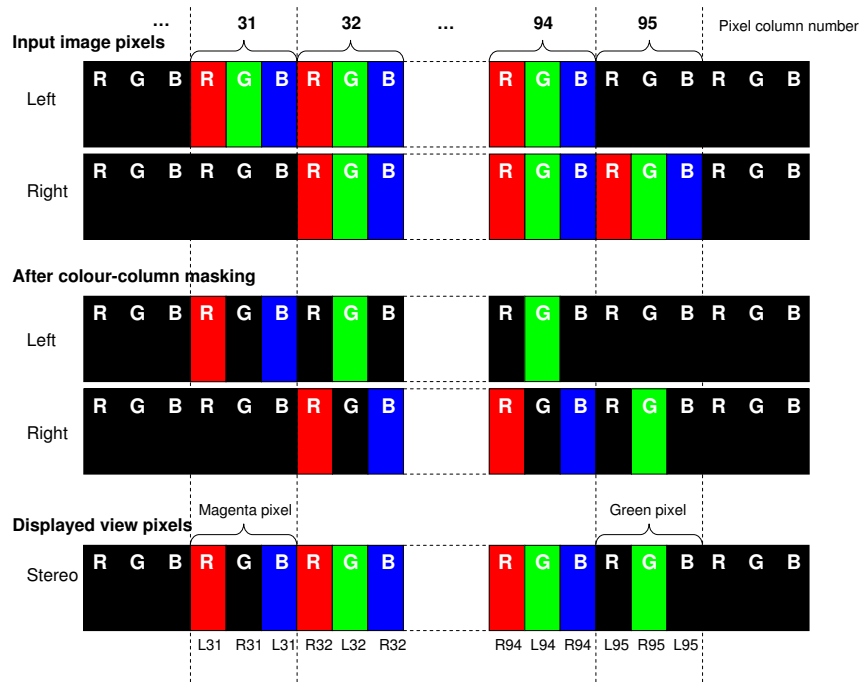 ... 31 32 ... 94 95 Pixel column number
Input image pixels
R G B R G B R G B R G B R G B R G B
Left
R G B R G B R G B R G B R G B R G B
Right
After colour-column masking
R G B R G B R G B R G B R G B R G B
Left
R G B R G B R G B R G B R G B R G B
Right
Magenta pixel Green pixel
Displayed view pixels
R G B R G B R G B R G B R G B R G B
Stereo
L31 R31 L31 R32 L32 R32 R94 L94 R94 L95 R95 L95